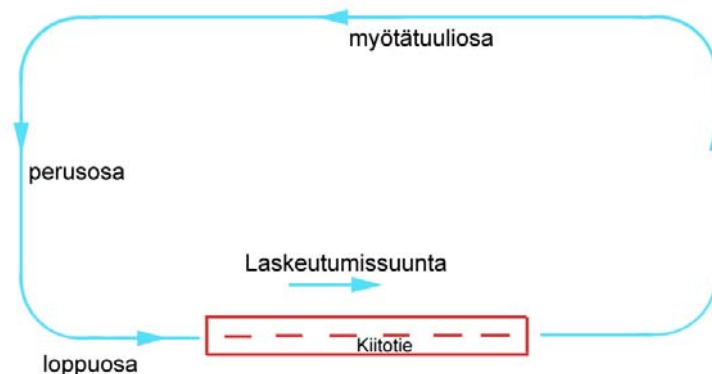 myötätuuliosa
perusosa
Laskeutumissuunta
Kiitotie
loppuosa